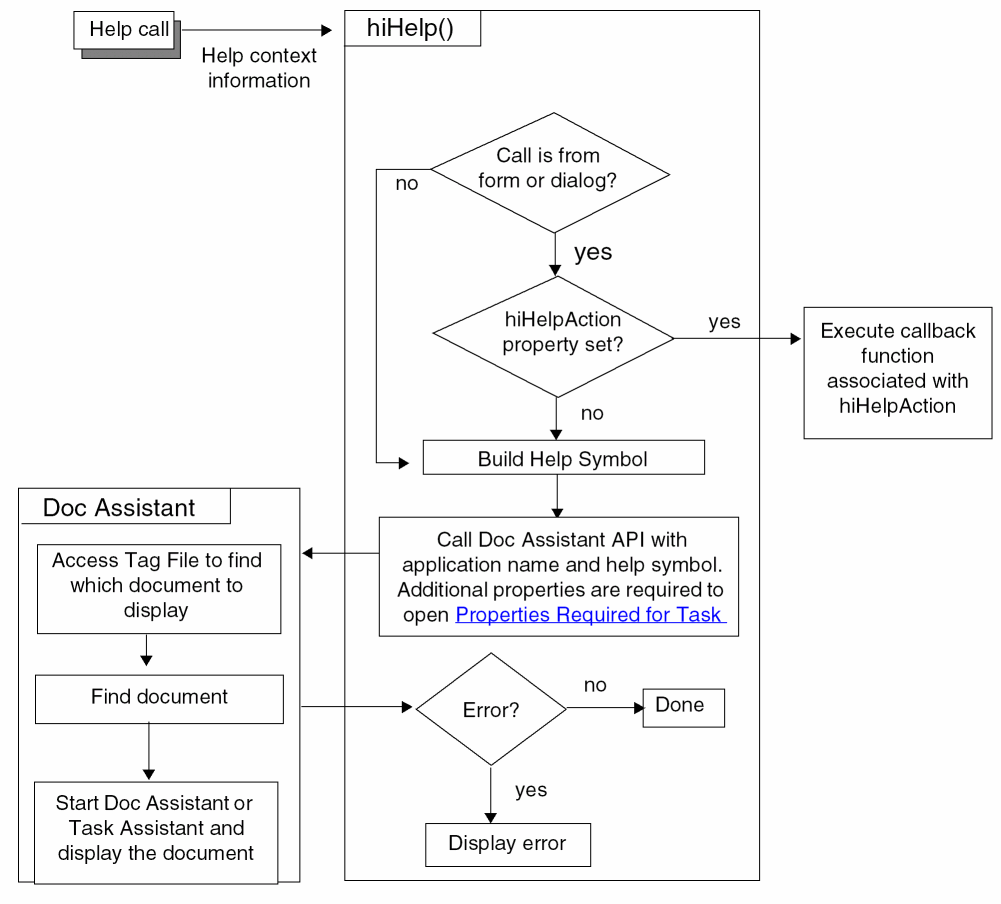 Help call
Help context
information
hiHelp()
Call is from
form or dialog?
no
yes
hiHelpAction
property set?
yes
Execute callback
function
associated with
hiHelpAction
no
Build Help Symbol
Call Doc Assistant API with
application name and help symbol.
Additional properties are required to
open Properties Required for Task
Doc Assistant
Access Tag File to find
which document to
display
Find document
Start Doc Assistant or
Task Assistant and
display the document
Error?
no
Done
yes
Display error